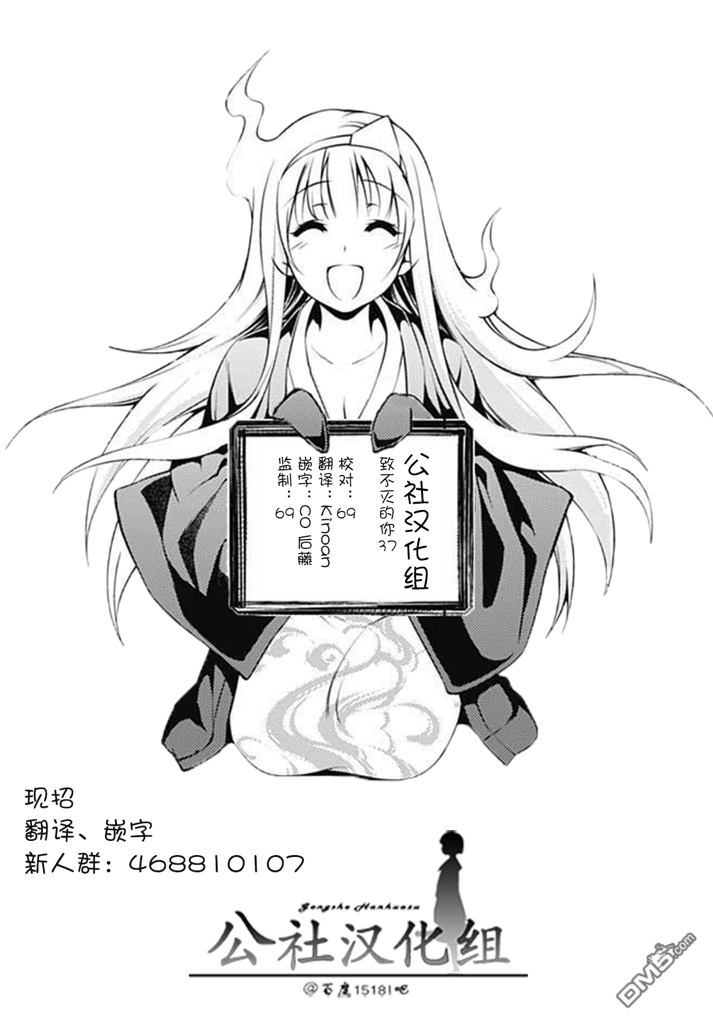 公社汉化组
致不灭的你37
校对：69
翻译：Kinoan
嵌字：CO 后藤
监制：69
现招
翻译、嵌字
新人群：468810107
Gongshe Hanhuazu
公社汉化组
@百鹰15181吧
DM5.com